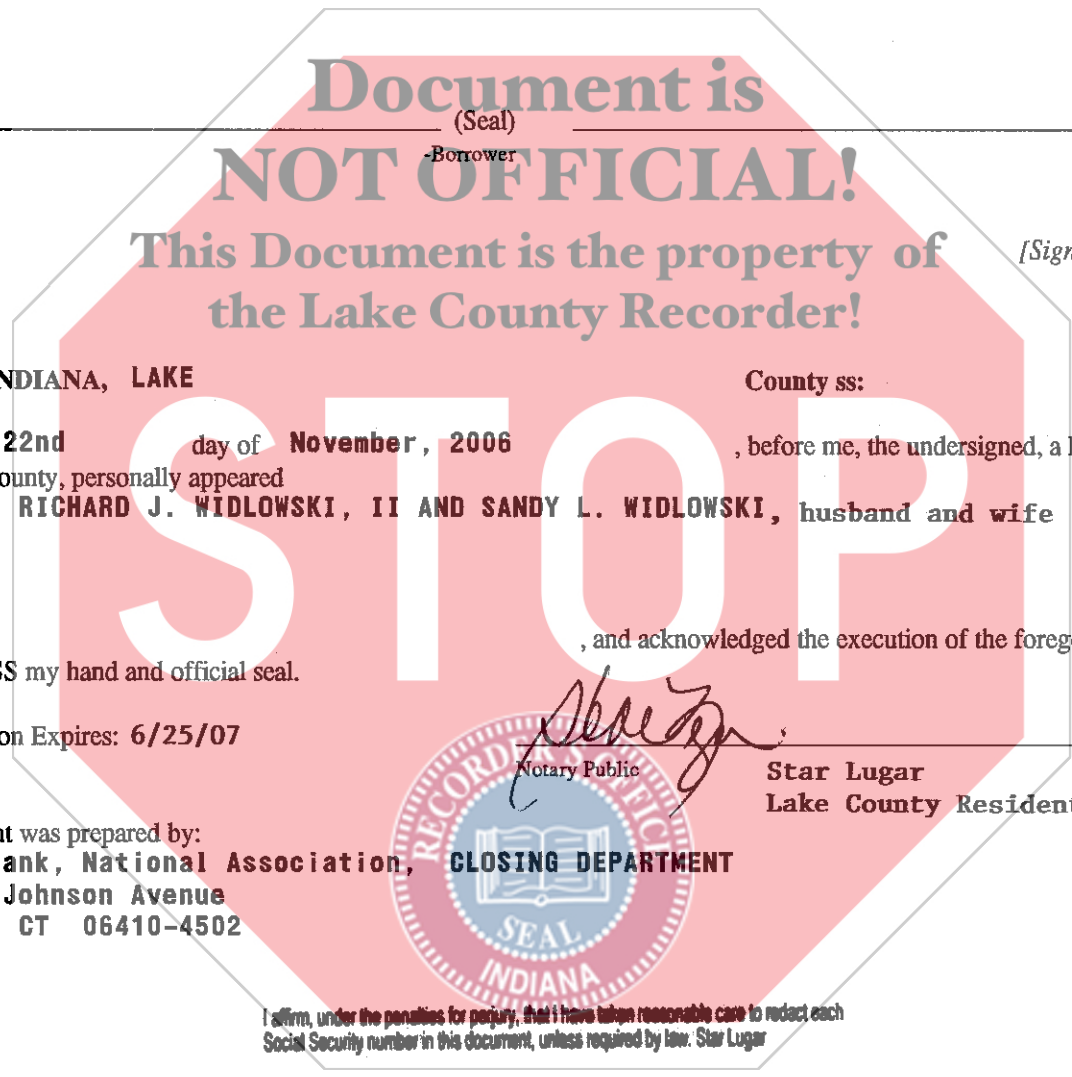 Document is
(Seal)
-Borrower
NOT OFFICIAL!
This Document is the property of
[Sign
the Lake County Recorder!
NDIANA, LAKE County ss:
22nd day of November, 2006 , before me, the undersigned, a
ounty, personally appeared
RICHARD J. WIDLOWSKI, II AND SANDY L. WIDLOWSKI, husband and wife
STOP
, and acknowledged the execution of the forego
SS my hand and official seal.
on Expires: 6/25/07
Notary Public
Star Lugar
Lake County Resident
RECORDER'S OFFICE
SEAL
INDIANA
nt was prepared by:
ank, National Association, CLOSING DEPARTMENT
Johnson Avenue
CT 06410-4502
I affirm, under the penalties for perjury, that I have taken reasonable care to redact each
Social Security number in this document, unless required by law. Star Lugar